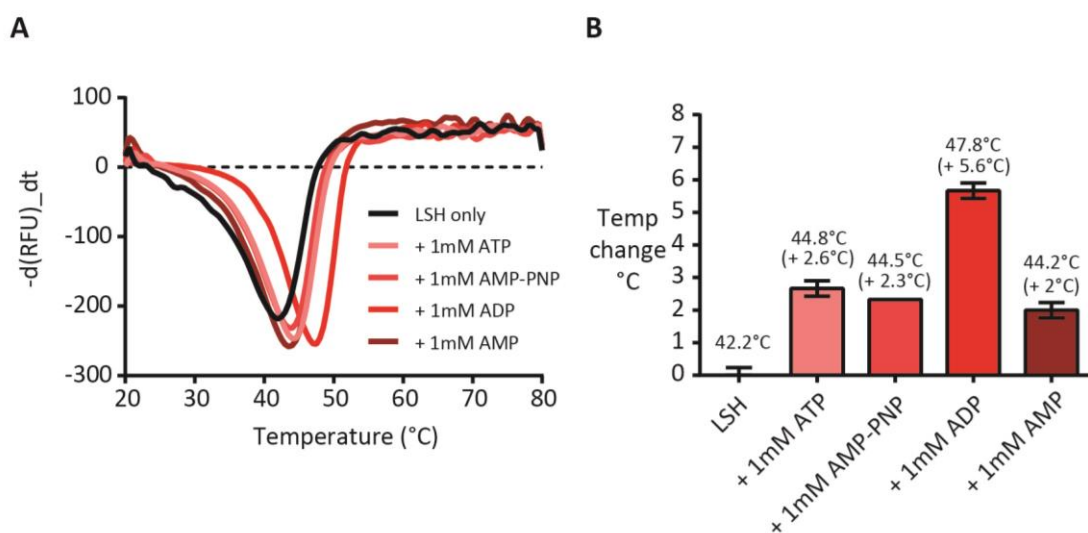 A
100
0
-100
-200
-300
-d(RFU)_dt
20
30
40
50
60
70
80
Temperature (°C)
LSH only
+ 1mM ATP
+ 1mM AMP-PNP
+ 1mM ADP
+ 1mM AMP
B
Temp
change
°C
8
7
6
5
4
3
2
1
0
42.2°C
44.8°C
(+ 2.6°C)
44.5°C
(+ 2.3°C)
47.8°C
(+ 5.6°C)
44.2°C
(+ 2°C)
LSH
+ 1mM ATP
+ 1mM AMP-PNP
+ 1mM ADP
+ 1mM AMP